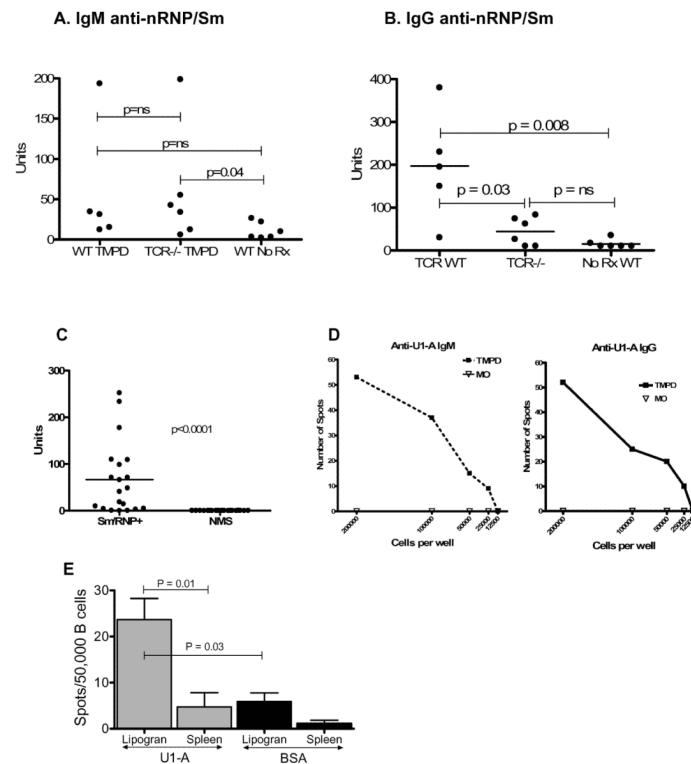 A. IgM anti-nRNP/Sm
200
150
100
50
0
Units
p=ns
p=ns
p=0.04
WT TMPD
TCR-/- TMPD
WT No Rx
B. IgG anti-nRNP/Sm
400
300
200
100
0
Units
p = 0.008
p = 0.03
p = ns
TCR WT
TCR-/-
No Rx WT
C
300
200
100
0
Units
p<0.0001
Sm/RNP+
NMS
D
Anti-U1-A IgM
TMPD
MO
60
50
40
30
20
10
0
Number of Spots
200000
100000
50000
25000
12500
Cells per well
Anti-U1-A IgG
TMPD
MO
60
50
40
30
20
10
0
Number of Spots
200000
100000
50000
25000
Cells per well
E
30
20
10
0
Spots/50,000 B cells
P = 0.01
P = 0.03
Lipogran
Spleen
Lipogran
Spleen
U1-A
BSA